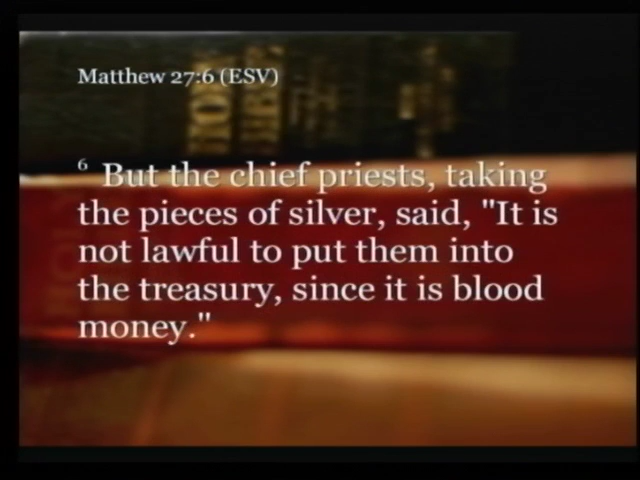 Matthew 27:6 (ESV)
6 But the chief priests, taking
the pieces of silver, said, "It is
not lawful to put them into
the treasury, since it is blood
money."